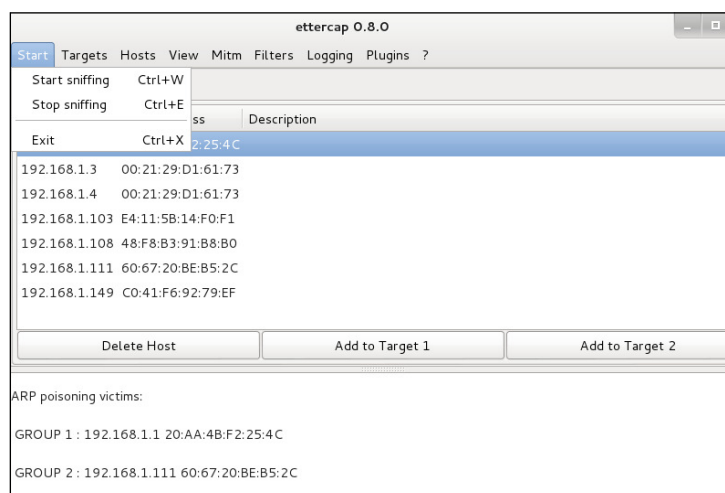 ettercap 0.8.0
Start Targets Hosts View Mitm Filters Logging Plugins ?
Start sniffing Ctrl+W
Stop sniffing Ctrl+E
ss Description
Exit Ctrl+X 2:25:4C
192.168.1.3 00:21:29:D1:61:73
192.168.1.4 00:21:29:D1:61:73
192.168.1.103 E4:11:5B:14:F0:F1
192.168.1.108 48:F8:B3:91:B8:B0
192.168.1.111 60:67:20:BE:B5:2C
192.168.1.149 C0:41:F6:92:79:EF
Delete Host Add to Target 1 Add to Target 2
ARP poisoning victims:
GROUP 1 : 192.168.1.1 20:AA:4B:F2:25:4C
GROUP 2 : 192.168.1.111 60:67:20:BE:B5:2C